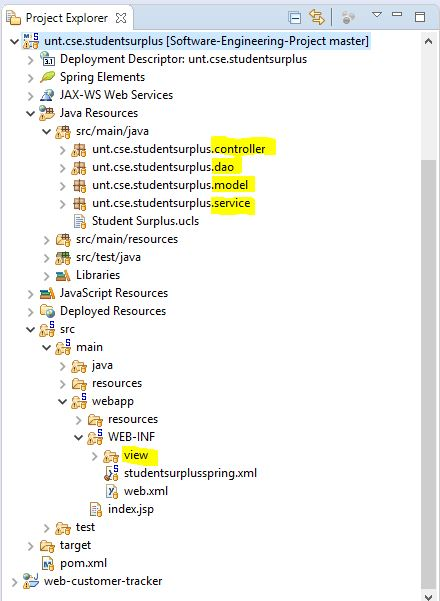 Project Explorer
unt.cse.studentsurplus [Software-Engineering-Project master]
Deployment Descriptor: unt.cse.studentsurplus
Spring Elements
JAX-WS Web Services
Java Resources
src/main/java
unt.cse.studentsurplus.controller
unt.cse.studentsurplus.dao
unt.cse.studentsurplus.model
unt.cse.studentsurplus.service
Student Surplus.ucls
src/main/resources
src/test/java
Libraries
JavaScript Resources
Deployed Resources
src
main
java
resources
webapp
resources
WEB-INF
view
studentsurplusspring.xml
web.xml
index.jsp
test
target
pom.xml
web-customer-tracker